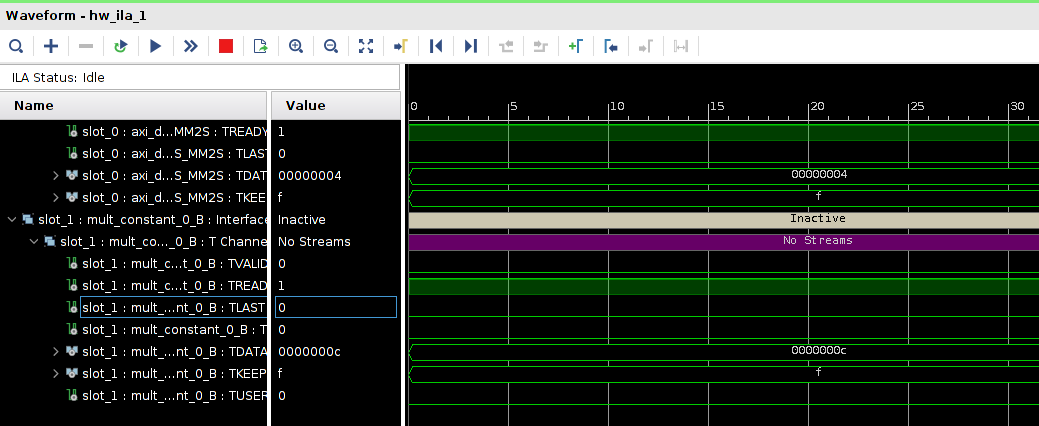 Waveform - hw_ila_1
ILA Status: Idle
Name Value
0 5 10 15 20 25 30
slot_0 : axi_d...MM2S : TREADY 1
slot_0 : axi_d...S_MM2S : TLAST 0
slot_0 : axi_d...S_MM2S : TDAT 00000004 00000004
slot_0 : axi_d...S_MM2S : TKEE f f
slot_1 : mult_constant_0_B : Interface Inactive Inactive
slot_1 : mult_co..._0_B : T Channe No Streams No Streams
slot_1 : mult_c...t_0_B : TVALID 0
slot_1 : mult_c...t_0_B : TREAD 1
slot_1 : mult_...nt_0_B : TLAST 0
slot_1 : mult_constant_0_B : T 0
slot_1 : mult_...nt_0_B : TDATA 0000000c 0000000c
slot_1 : mult_...nt_0_B : TKEEP f f
slot_1 : mult_...nt_0_B : TUSER 0